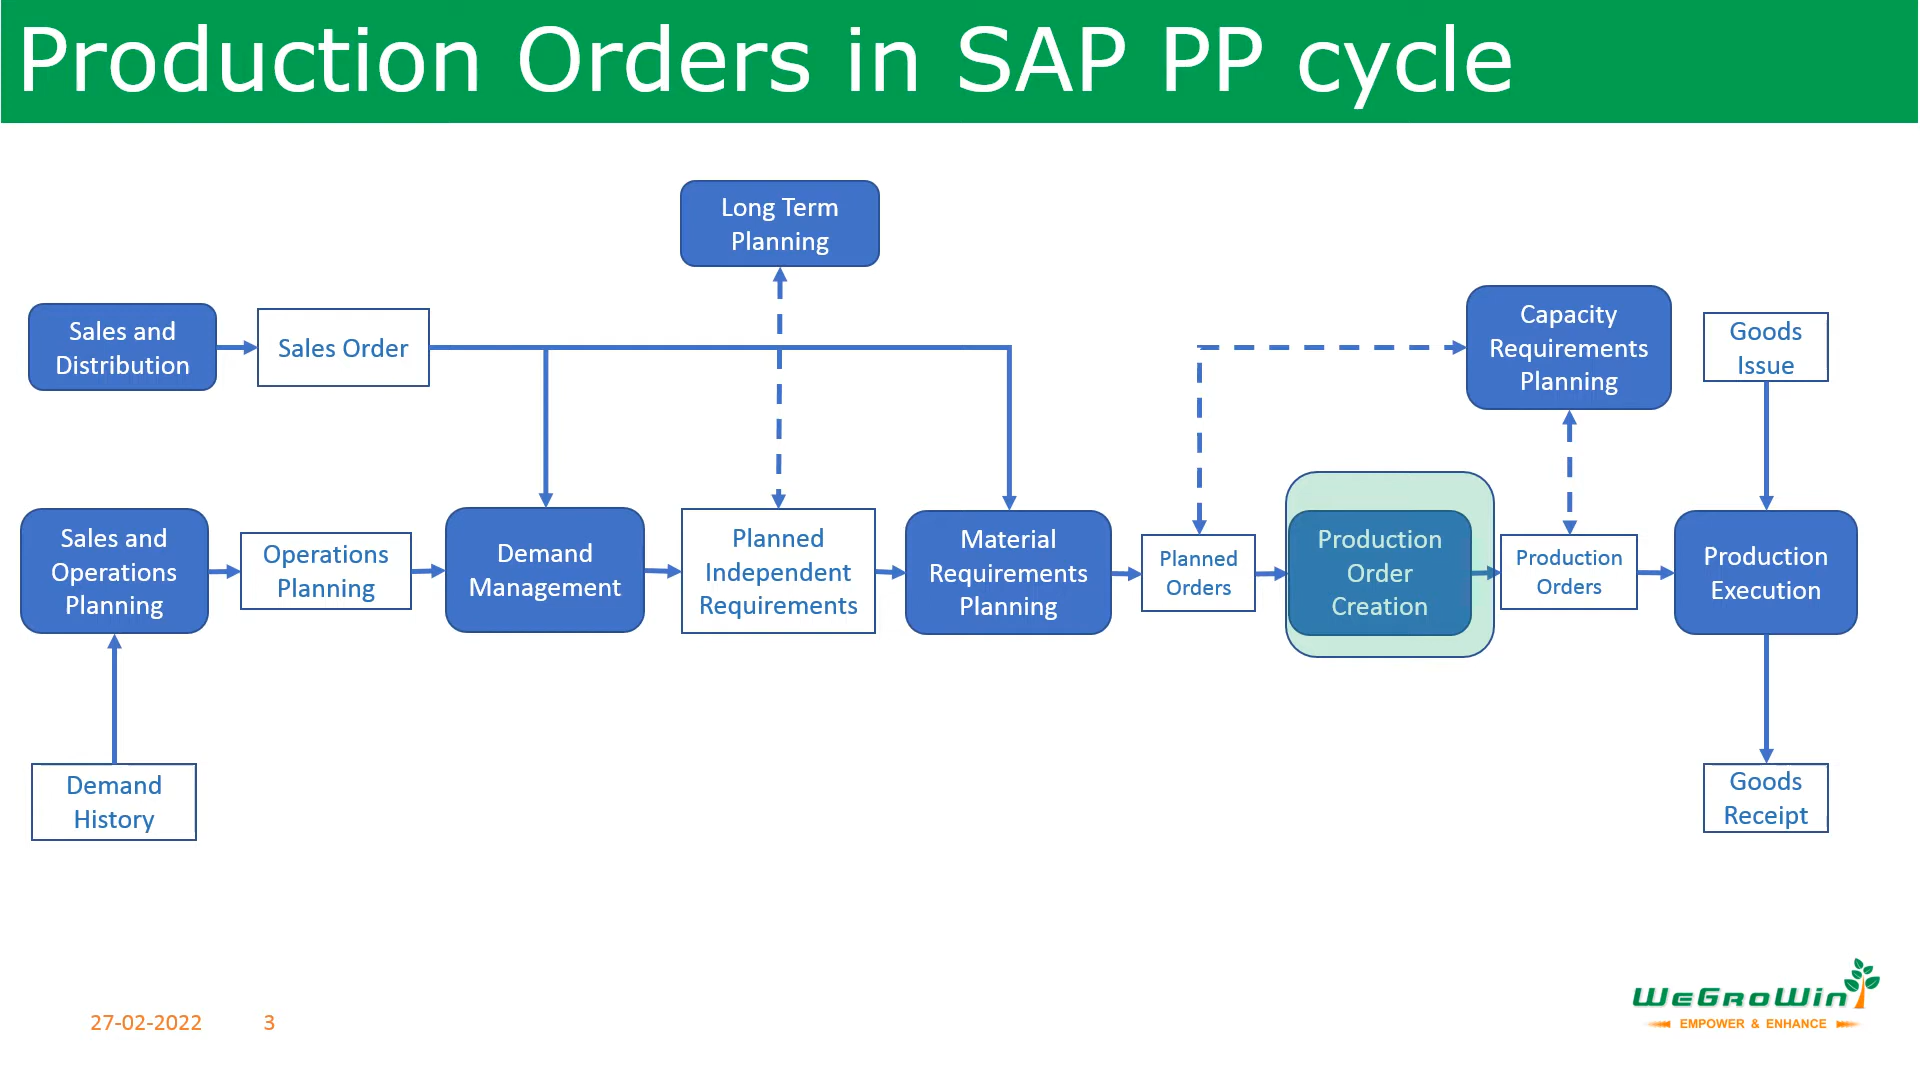 Production Orders in SAP PP cycle
Long Term
Planning
Sales and
Distribution
Sales Order
Capacity
Requirements
Planning
Goods
Issue
Sales and
Operations
Planning
Operations
Planning
Demand
Management
Planned
Independent
Requirements
Material
Requirements
Planning
Planned
Orders
Production
Order
Creation
Production
Orders
Production
Execution
Demand
History
Goods
Receipt
27-02-2022 3
WeGroWin
EMPOWER & ENHANCE